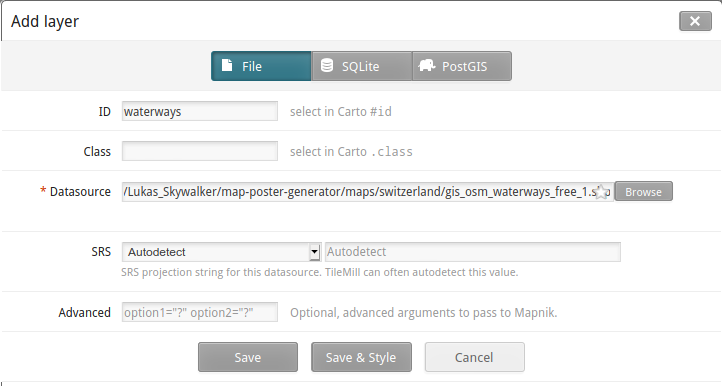 Add layer
File SQLite PostGIS
ID waterways select in Carto #id
Class select in Carto .class
* Datasource /Lukas_Skywalker/map-poster-generator/maps/switzerland/gis_osm_waterways_free_1.shp Browse
SRS Autodetect Autodetect
SRS projection string for this datasource. TileMill can often autodetect this value.
Advanced option1="?" option2="?" Optional, advanced arguments to pass to Mapnik.
Save Save & Style Cancel